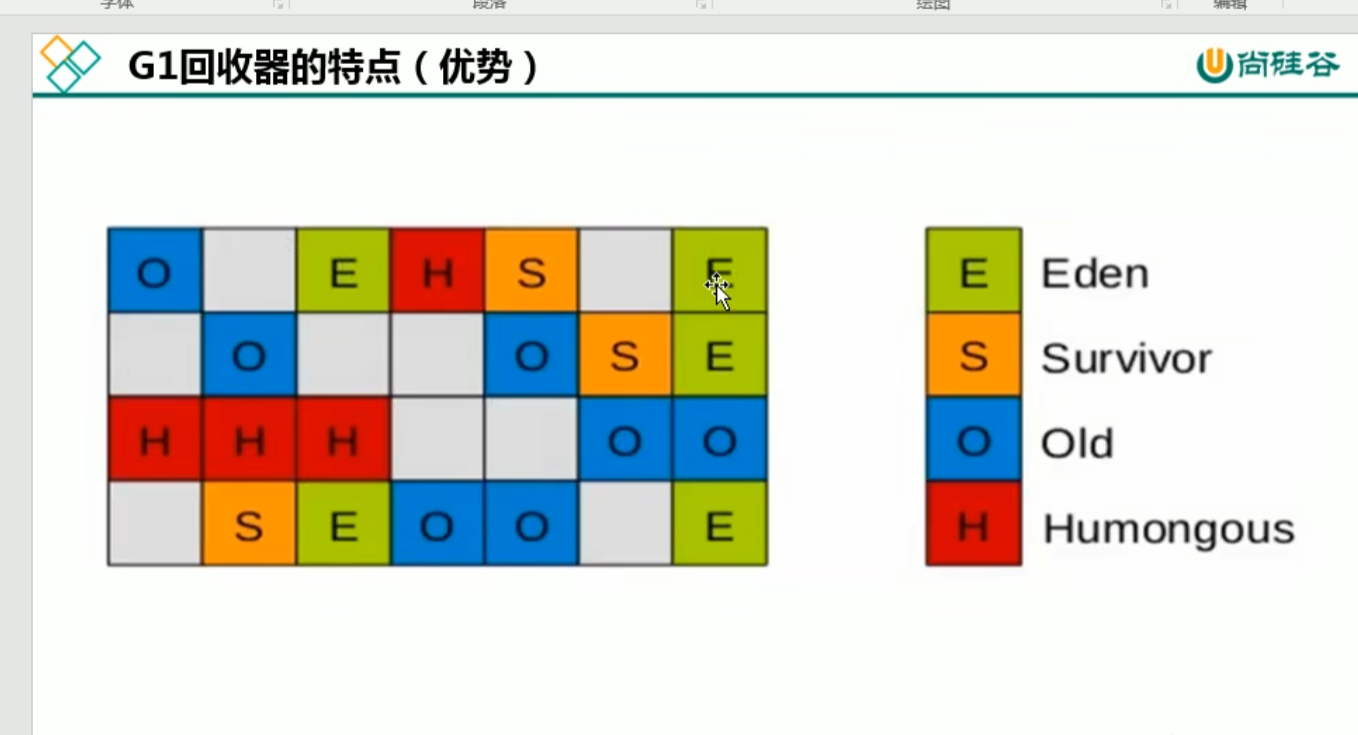 字体 段落 绘图 编辑
G1回收器的特点（优势） 尚硅谷
O E H S E E Eden
O O S E S Survivor
H H H O O O Old
S E O O E H Humongous